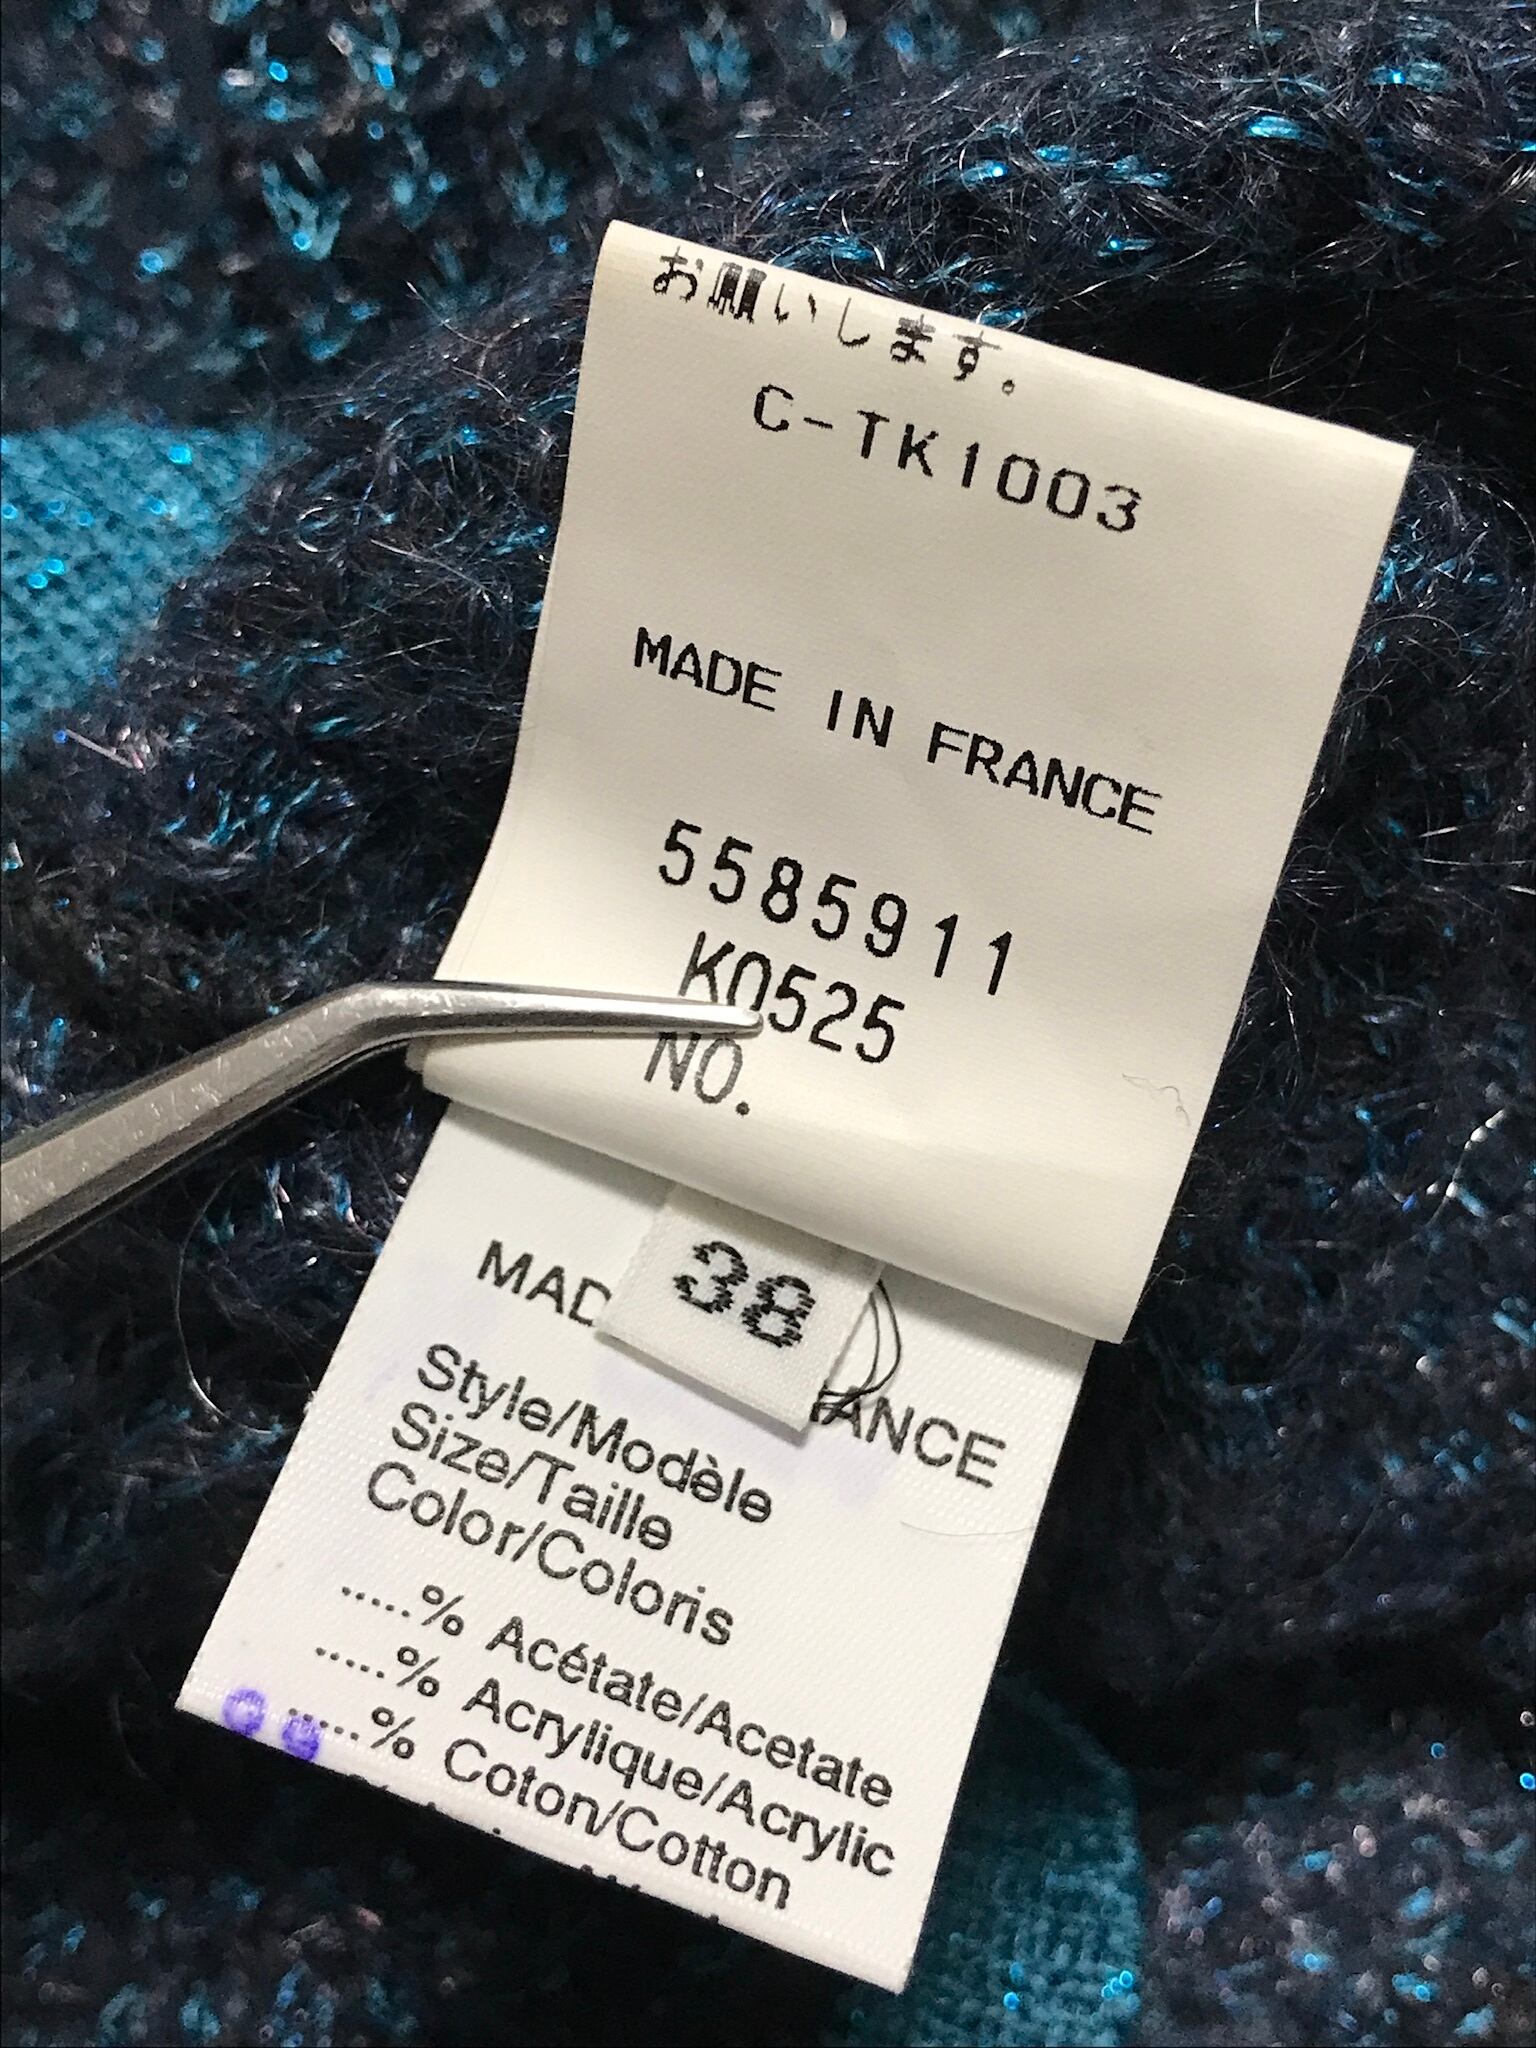 お願いします。
C-TK1003
MADE IN FRANCE
5585911
K0525
NO.
38
MAD ANCE
Style/Modèle
Size/Taille
Color/Coloris
.....% Acétate/Acetate
.....% Acrylique/Acrylic
.....% Coton/Cotton